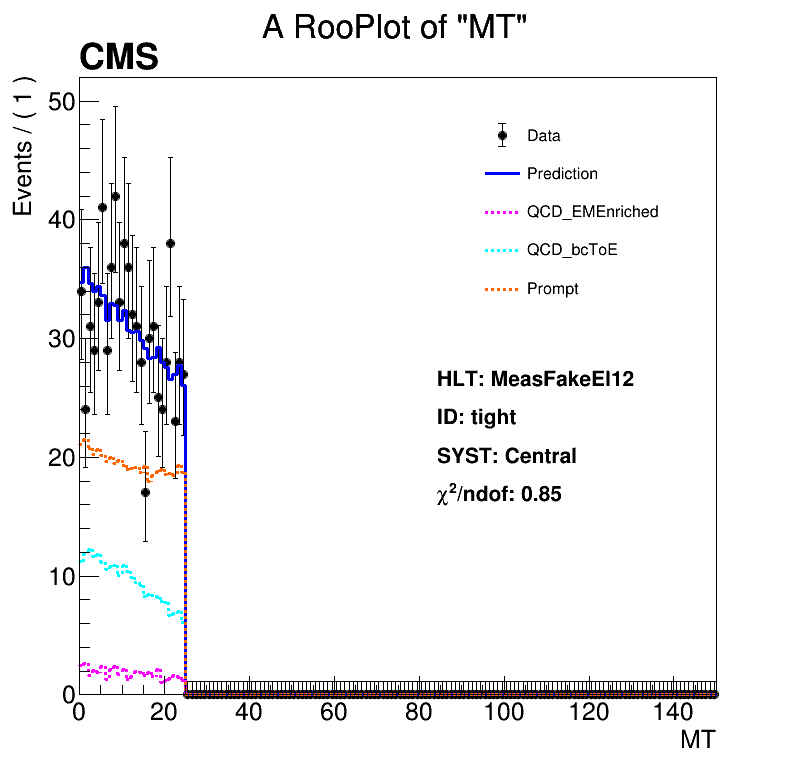 A RooPlot of "MT"
CMS
Events / ( 1 )
50
40
30
20
10
0
Data
Prediction
QCD_EMEnriched
QCD_bcToE
Prompt
HLT: MeasFakeEl12
ID: tight
SYST: Central
χ²/ndof: 0.85
0 20 40 60 80 100 120 140
MT